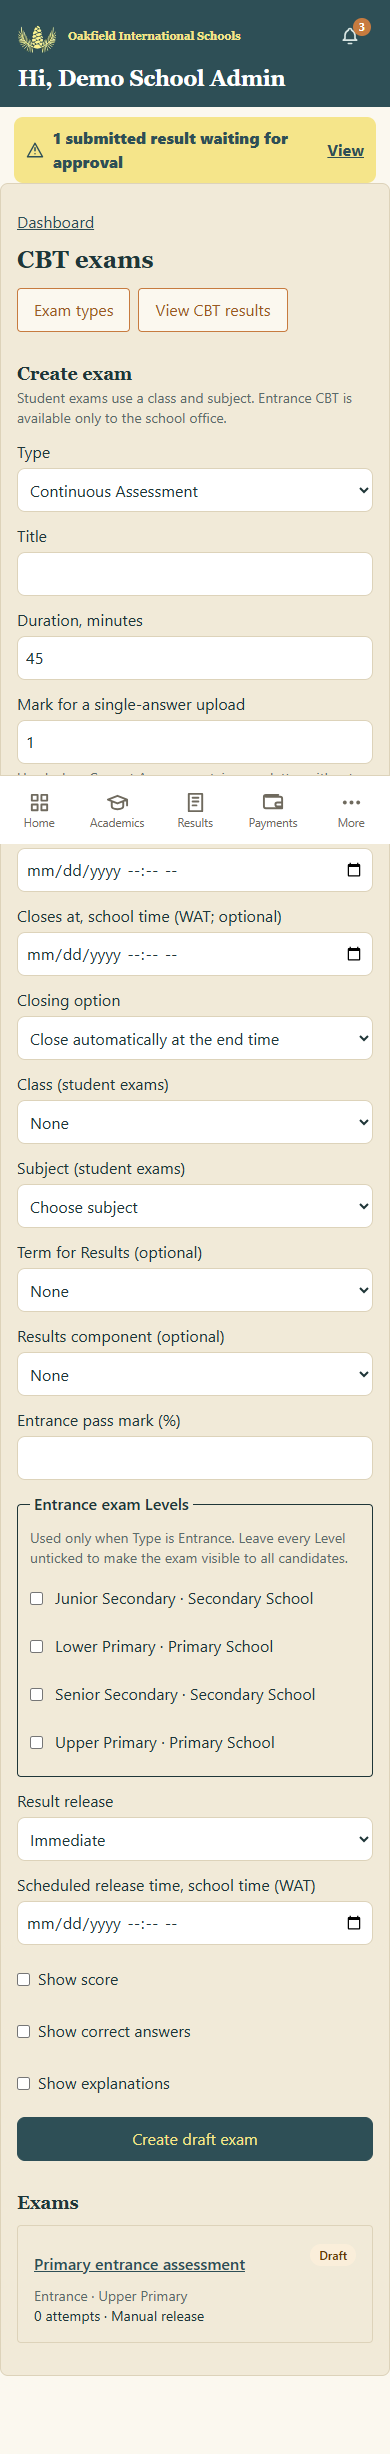 Oakfield International Schools
3
Hi, Demo School Admin
1 submitted result waiting for
approval
View
Dashboard
CBT exams
Exam types
View CBT results
Create exam
Student exams use a class and subject. Entrance CBT is
available only to the school office.
Type
Continuous Assessment
Title
Duration, minutes
45
Mark for a single-answer upload
1
Home
Academics
Results
Payments
More
mm/dd/yyyy --:-- --
Closes at, school time (WAT; optional)
mm/dd/yyyy --:-- --
Closing option
Close automatically at the end time
Class (student exams)
None
Subject (student exams)
Choose subject
Term for Results (optional)
None
Results component (optional)
None
Entrance pass mark (%)
Entrance exam Levels
Used only when Type is Entrance. Leave every Level
unticked to make the exam visible to all candidates.
Junior Secondary · Secondary School
Lower Primary · Primary School
Senior Secondary · Secondary School
Upper Primary · Primary School
Result release
Immediate
Scheduled release time, school time (WAT)
mm/dd/yyyy --:-- --
Show score
Show correct answers
Show explanations
Create draft exam
Exams
Primary entrance assessment
Draft
Entrance · Upper Primary
0 attempts · Manual release